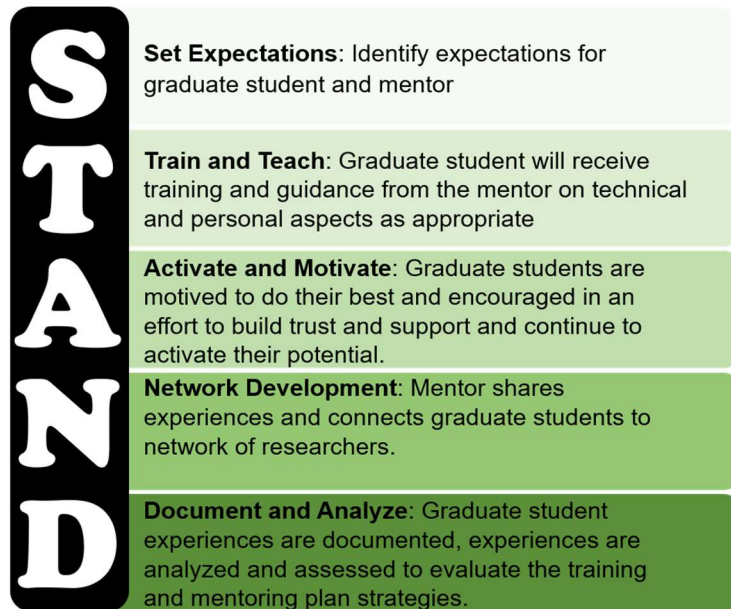 S
Set Expectations: Identify expectations for
graduate student and mentor
T
Train and Teach: Graduate student will receive
training and guidance from the mentor on technical
and personal aspects as appropriate
A
Activate and Motivate: Graduate students are
motived to do their best and encouraged in an
effort to build trust and support and continue to
activate their potential.
N
Network Development: Mentor shares
experiences and connects graduate students to
network of researchers.
D
Document and Analyze: Graduate student
experiences are documented, experiences are
analyzed and assessed to evaluate the training
and mentoring plan strategies.